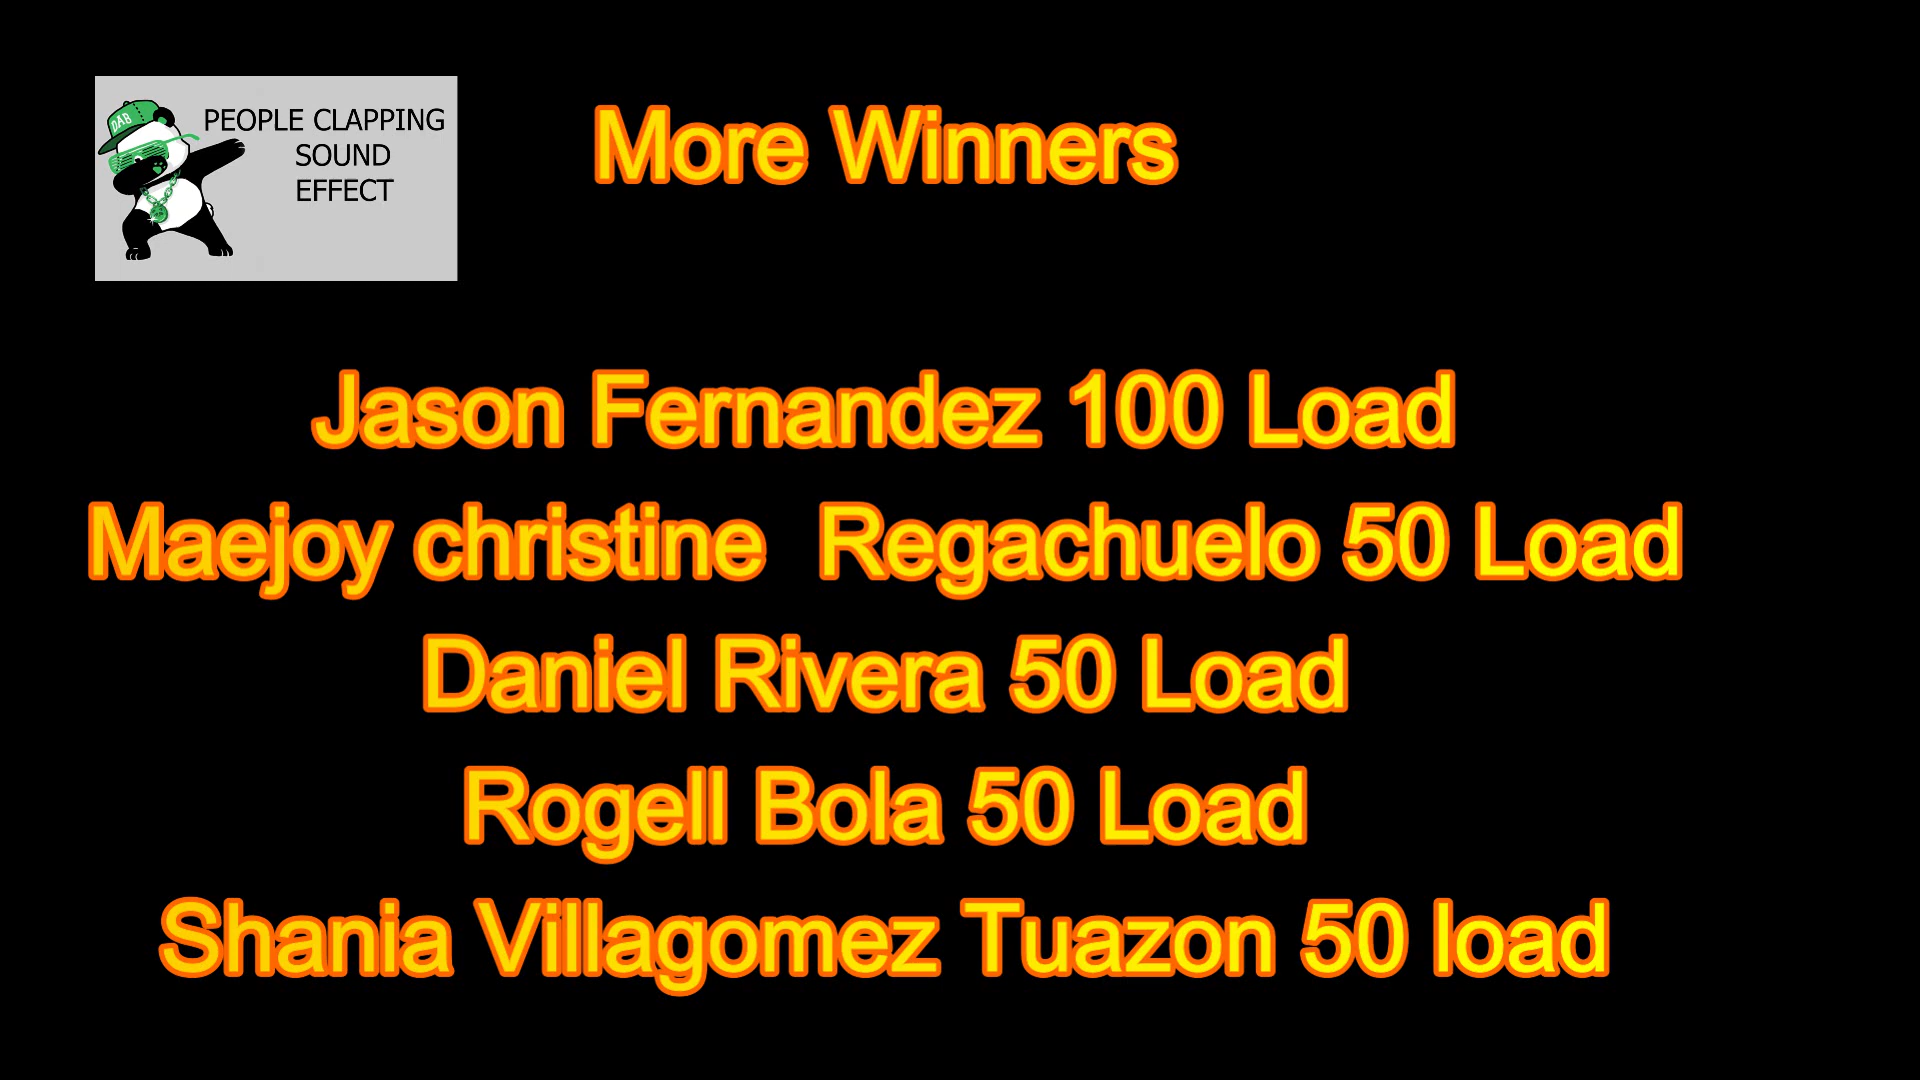 DAB
PEOPLE CLAPPING
SOUND
EFFECT
More Winners
Jason Fernandez 100 Load
Maejoy christine  Regachuelo 50 Load
Daniel Rivera 50 Load
Rogell Bola 50 Load
Shania Villagomez Tuazon 50 load